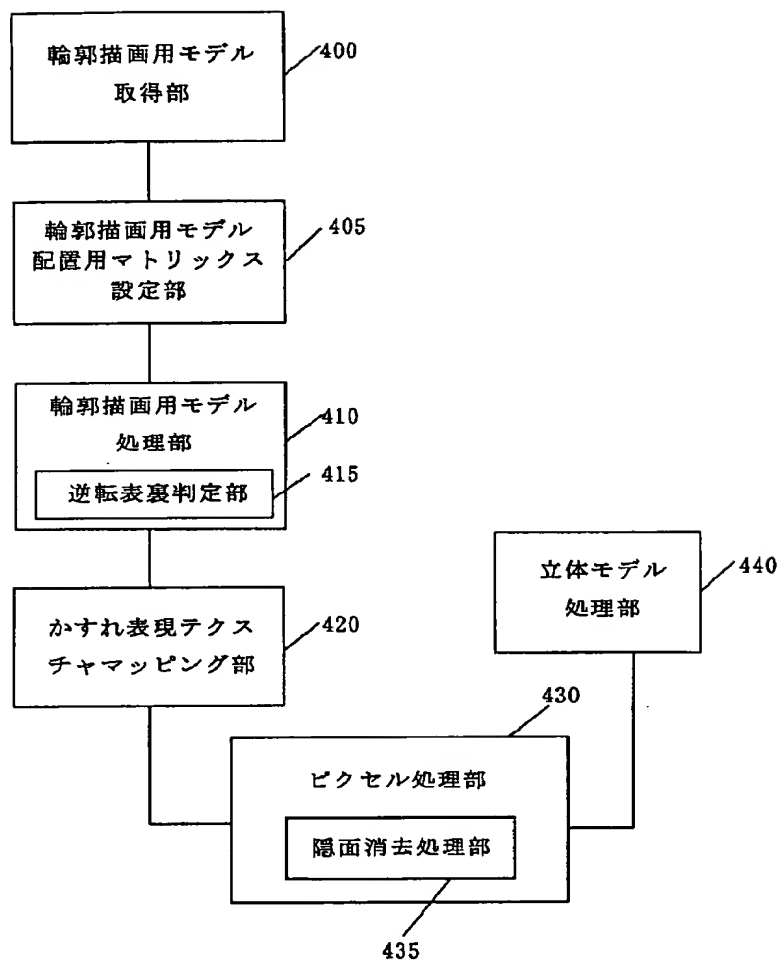 輪郭描画用モデル
取得部
400
輪郭描画用モデル
配置用マトリックス
設定部
405
輪郭描画用モデル
処理部
410
逆転表裏判定部
415
かすれ表現テクス
チャマッピング部
420
立体モデル
処理部
440
430
ピクセル処理部
隠面消去処理部
435